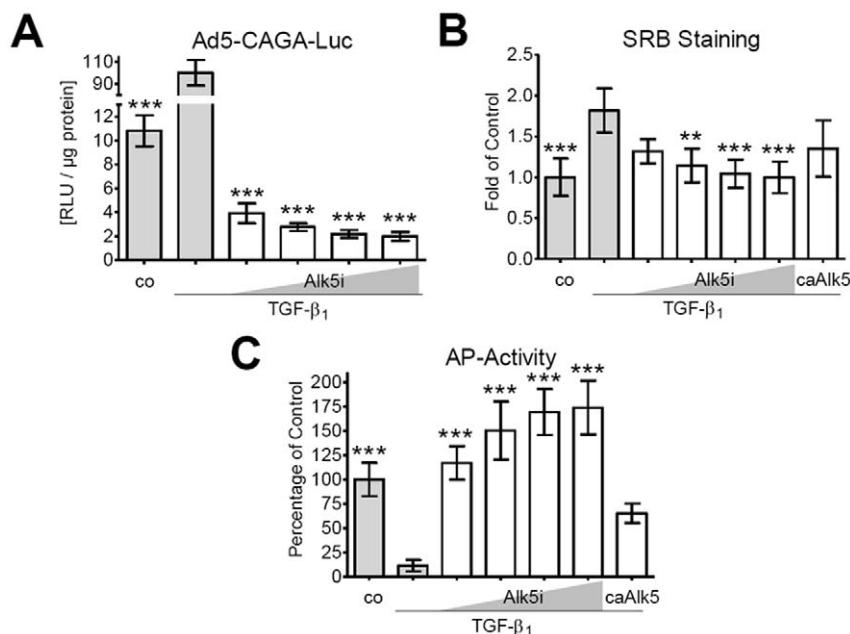 A
Ad5-CAGA-Luc
[RLU / µg protein]
110
90
12
10
8
6
4
2
0
***
***
***
***
***
co
Alk5i
TGF-β1
B
SRB Staining
Fold of Control
2.5
2.0
1.5
1.0
0.5
0.0
***
**
***
***
co
Alk5i
caAlk5
TGF-β1
C
AP-Activity
Percentage of Control
200
175
150
125
100
75
50
25
0
***
***
***
***
***
co
Alk5i
caAlk5
TGF-β1